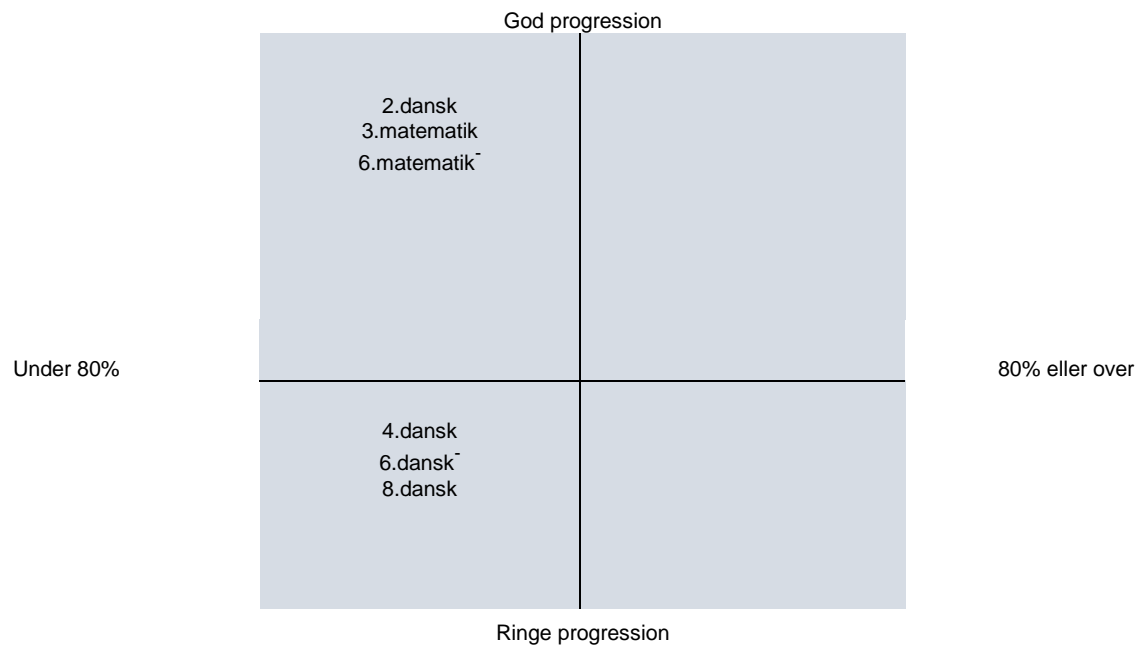 God progression
2.dansk
3.matematik
6.matematik-
Under 80%
80% eller over
4.dansk
6.dansk-
8.dansk
Ringe progression